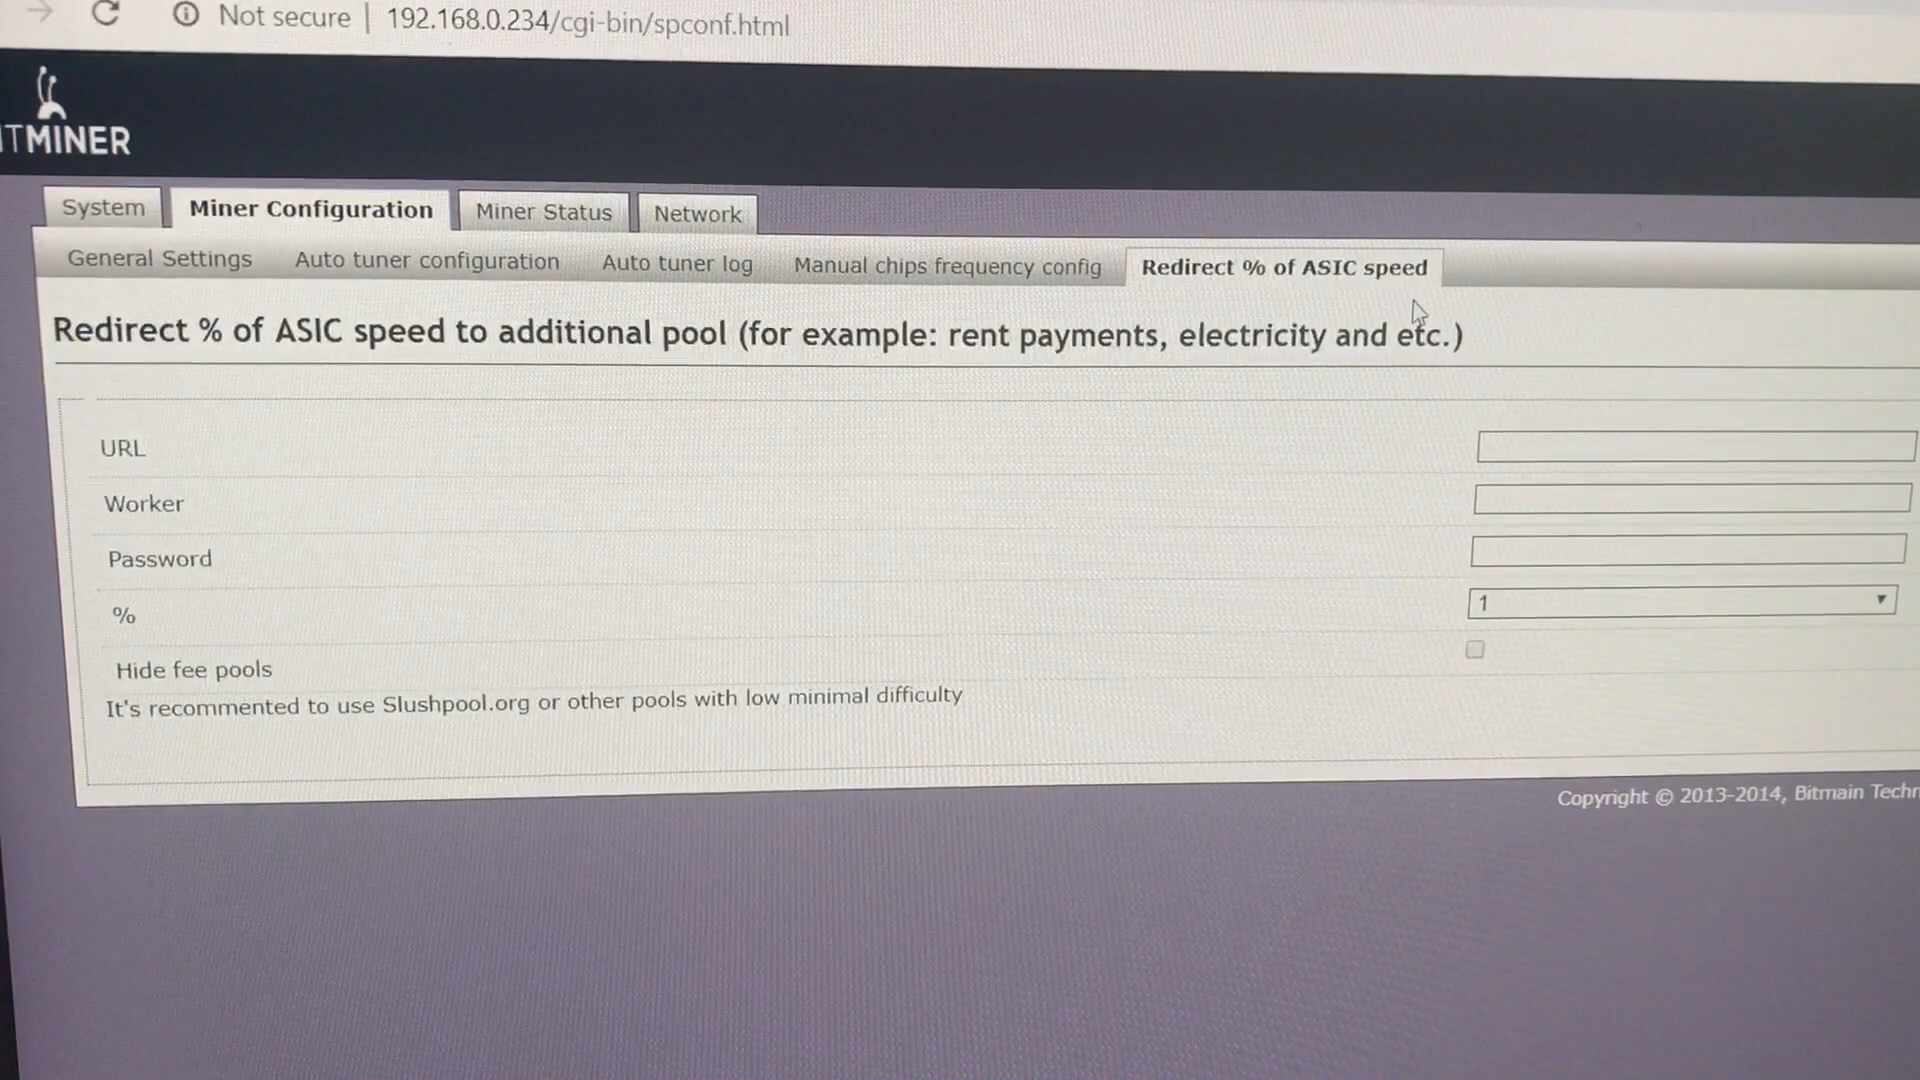 Not secure | 192.168.0.234/cgi-bin/spconf.html
ITMINER
System Miner Configuration Miner Status Network
General Settings Auto tuner configuration Auto tuner log Manual chips frequency config Redirect % of ASIC speed
Redirect % of ASIC speed to additional pool (for example: rent payments, electricity and etc.)
URL
Worker
Password
% 1
Hide fee pools
It's recommented to use Slushpool.org or other pools with low minimal difficulty
Copyright © 2013-2014, Bitmain Techn